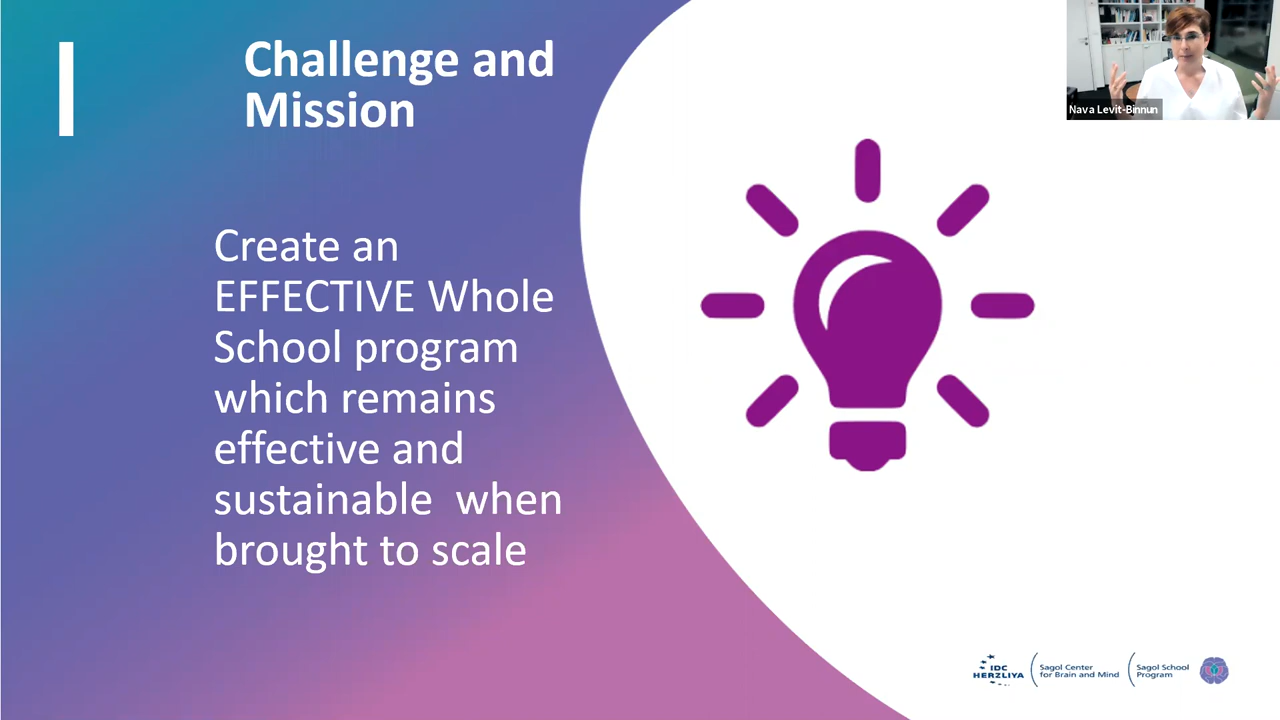 Challenge and
Mission
Create an
EFFECTIVE Whole
School program
which remains
effective and
sustainable when
brought to scale
Nava Levit-Binnun
IDC
HERZLIYA
Sagol Center
for Brain and Mind
Sagol School
Program